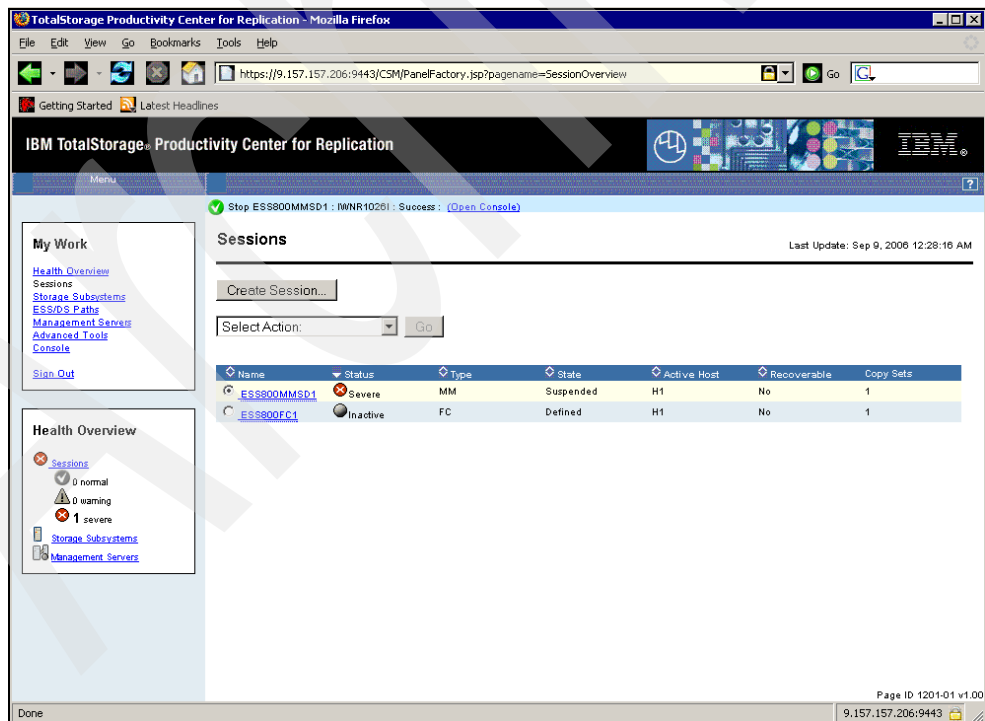 TotalStorage Productivity Center for Replication - Mozilla Firefox
File Edit View Go Bookmarks Tools Help
https://9.157.157.206:9443/CSM/PanelFactory.jsp?pagename=SessionOverview Go G
Getting Started Latest Headlines
IBM TotalStorage® Productivity Center for Replication IBM®
Menu ?
Stop ESS800MMSD1 : IWNR1026I : Success : (Open Console)
My Work
Health Overview
Sessions
Storage Subsystems
ESS/DS Paths
Management Servers
Advanced Tools
Console
Sign Out
Health Overview
Sessions
0 normal
0 warning
1 severe
Storage Subsystems
Management Servers
Sessions
Last Update: Sep 9, 2006 12:28:16 AM
Create Session...
Select Action: Go
Name Status Type State Active Host Recoverable Copy Sets
ESS800MMSD1 Severe MM Suspended H1 No 1
ESS800FC1 Inactive FC Defined H1 No 1
Page ID 1201-01 v1.00
Done 9.157.157.206:9443